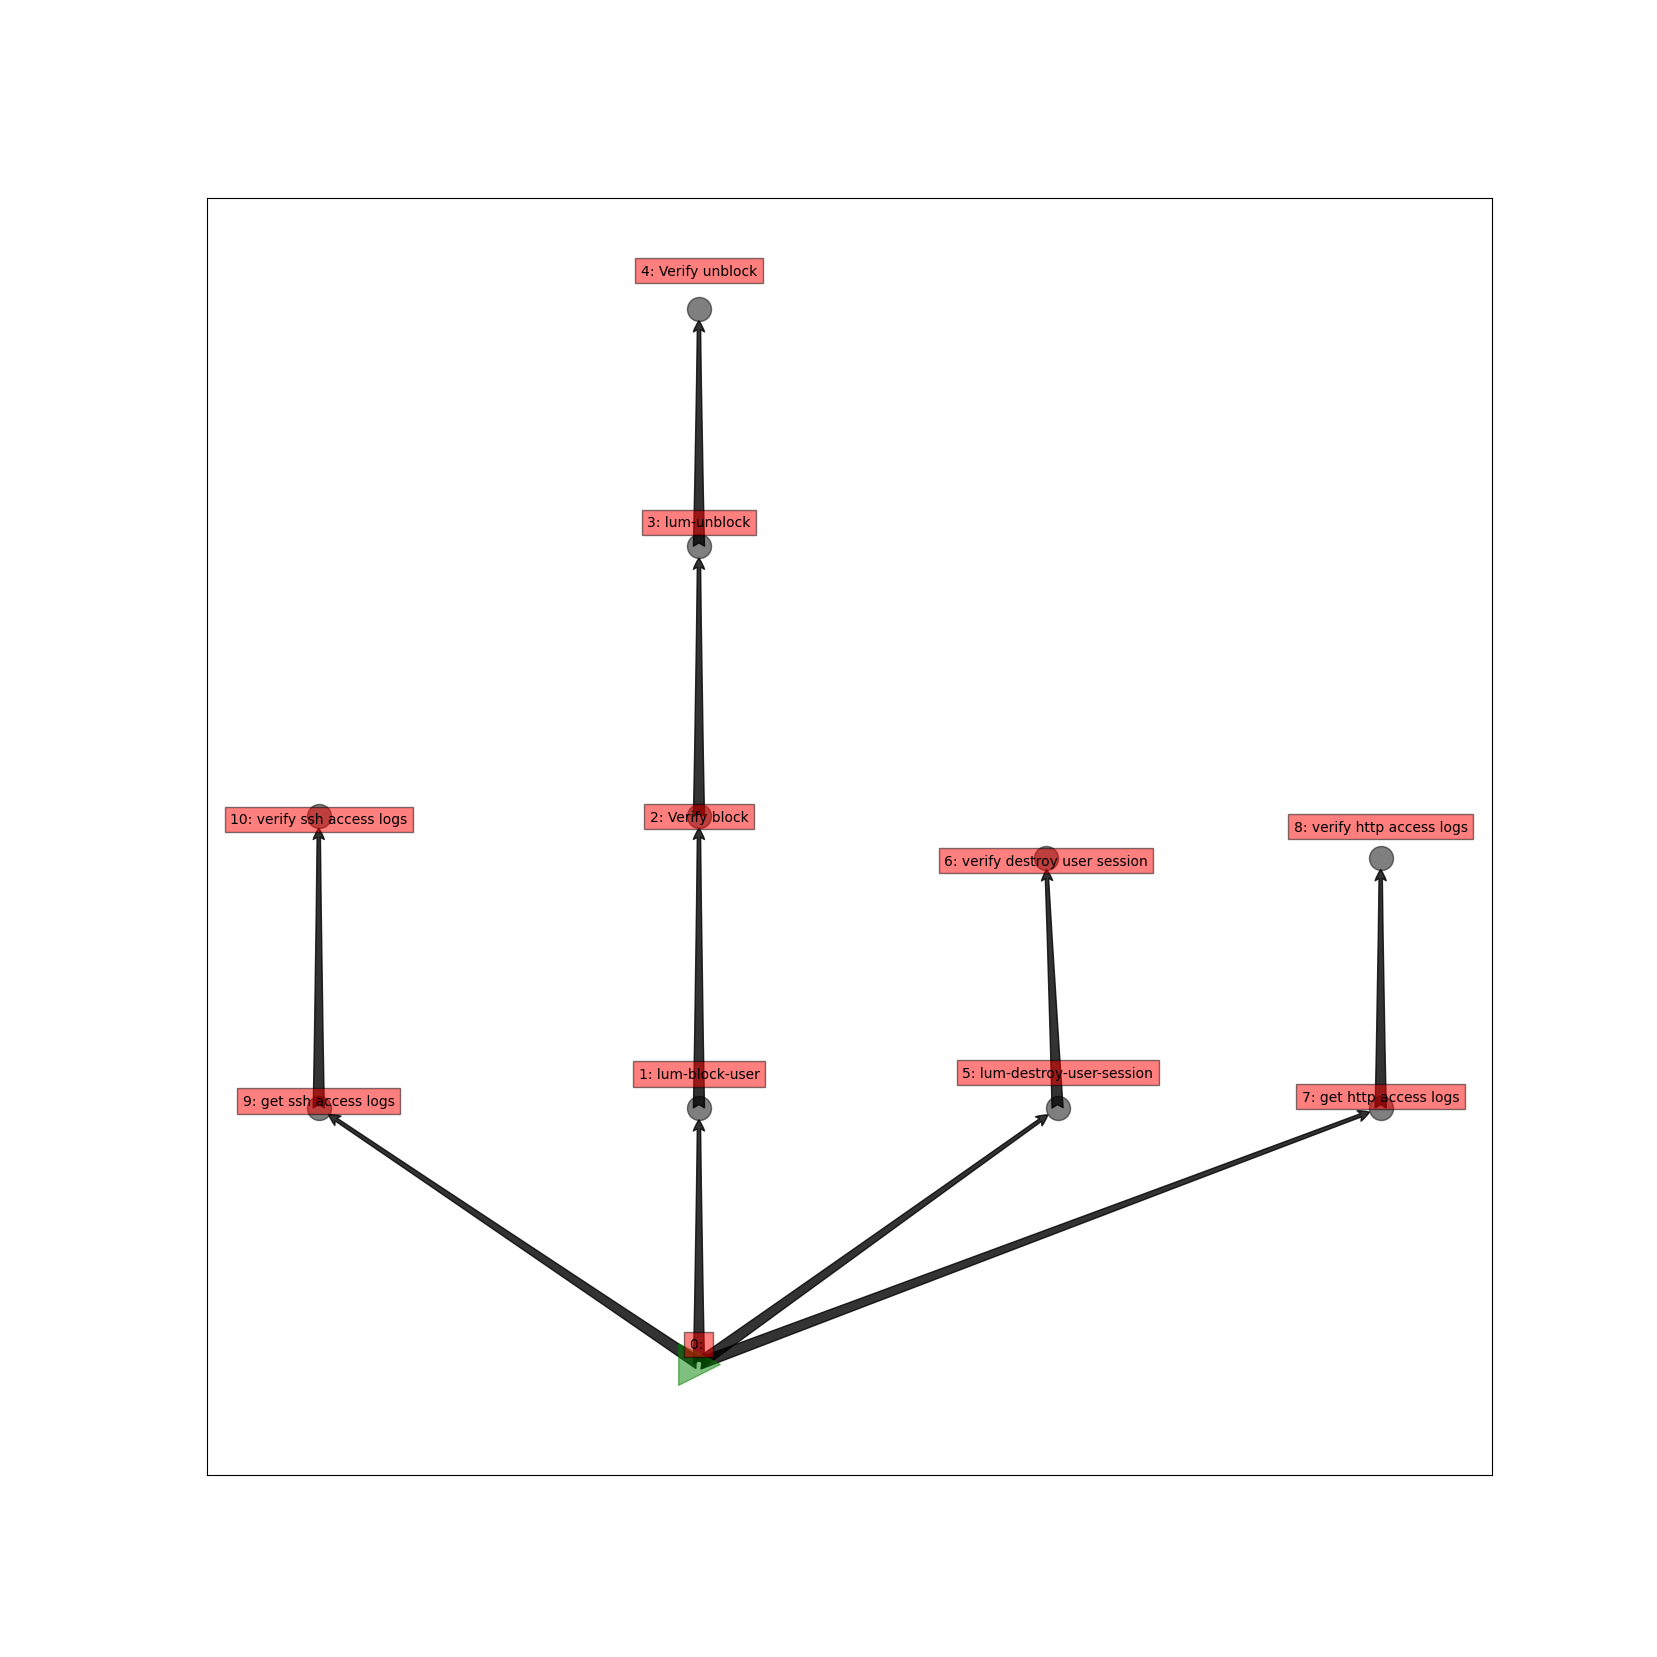 4: Verify unblock
3: lum-unblock
10: verify ssh access logs
2: Verify block
8: verify http access logs
6: verify destroy user session
9: get ssh access logs
1: lum-block-user
5: lum-destroy-user-session
7: get http access logs
0: